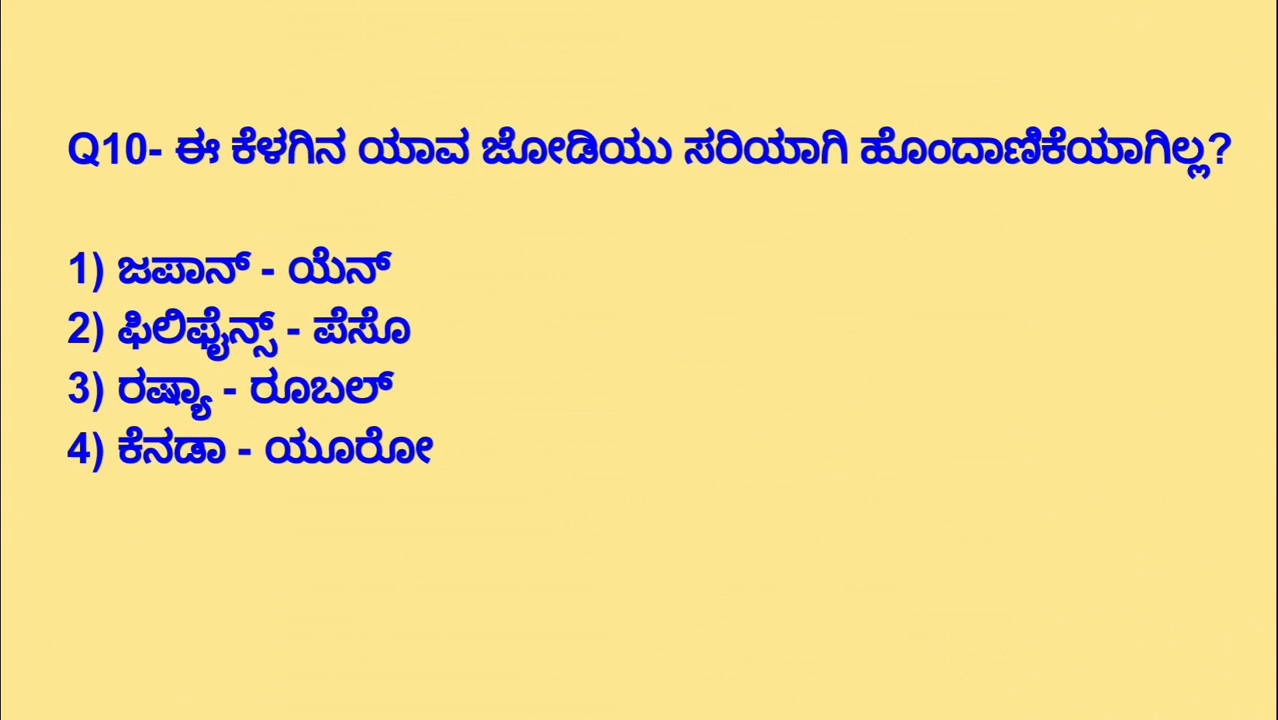 Q10- ಈ ಕೆಳಗಿನ ಯಾವ ಜೋಡಿಯು ಸರಿಯಾಗಿ ಹೊಂದಾಣಿಕೆಯಾಗಿಲ್ಲ?
1) ಜಪಾನ್ - ಯೆನ್
2) ಫಿಲಿಫೈನ್ಸ್ - ಪೆಸೊ
3) ರಷ್ಯಾ - ರೂಬಲ್
4) ಕೆನಡಾ - ಯೂರೋ